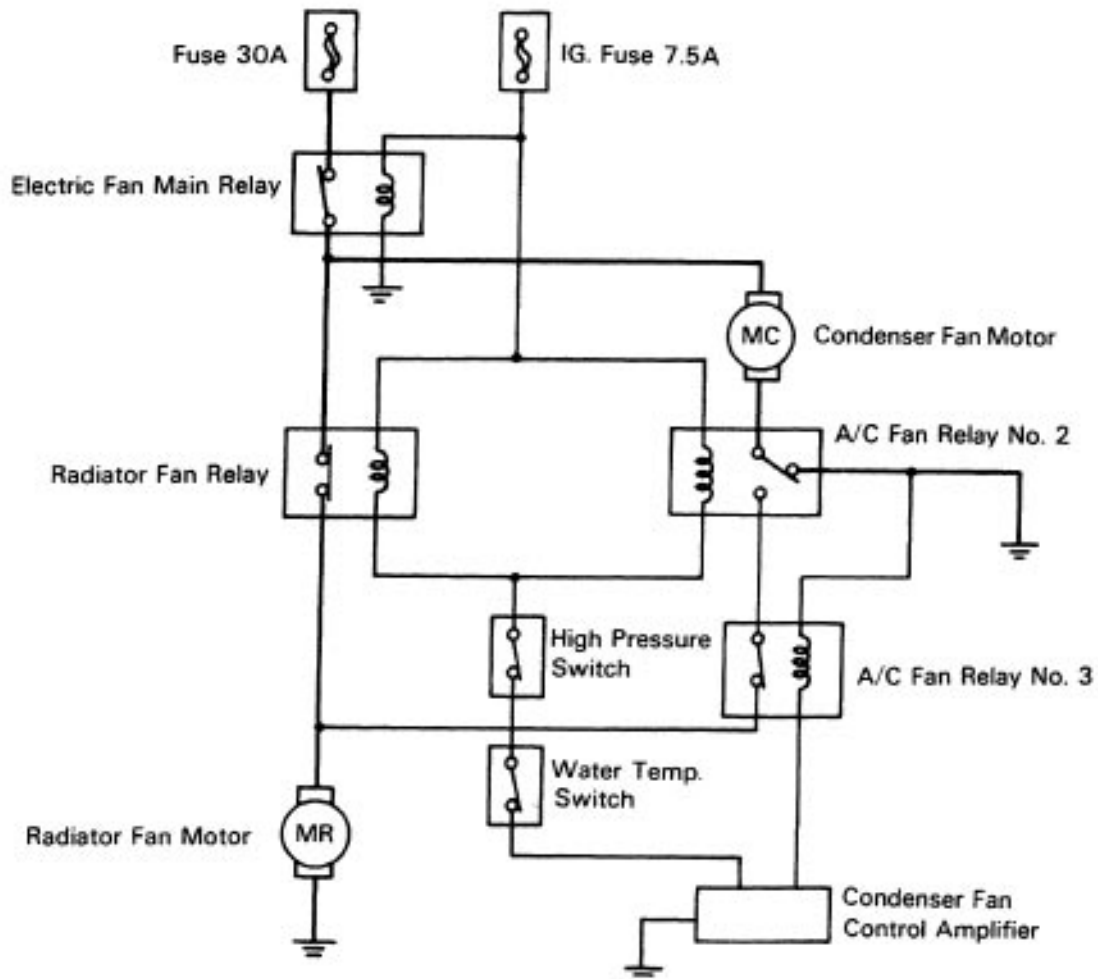 Fuse 30A
IG. Fuse 7.5A
Electric Fan Main Relay
MC
Condenser Fan Motor
A/C Fan Relay No. 2
Radiator Fan Relay
High Pressure
Switch
A/C Fan Relay No. 3
Water Temp.
Switch
Radiator Fan Motor
MR
Condenser Fan
Control Amplifier